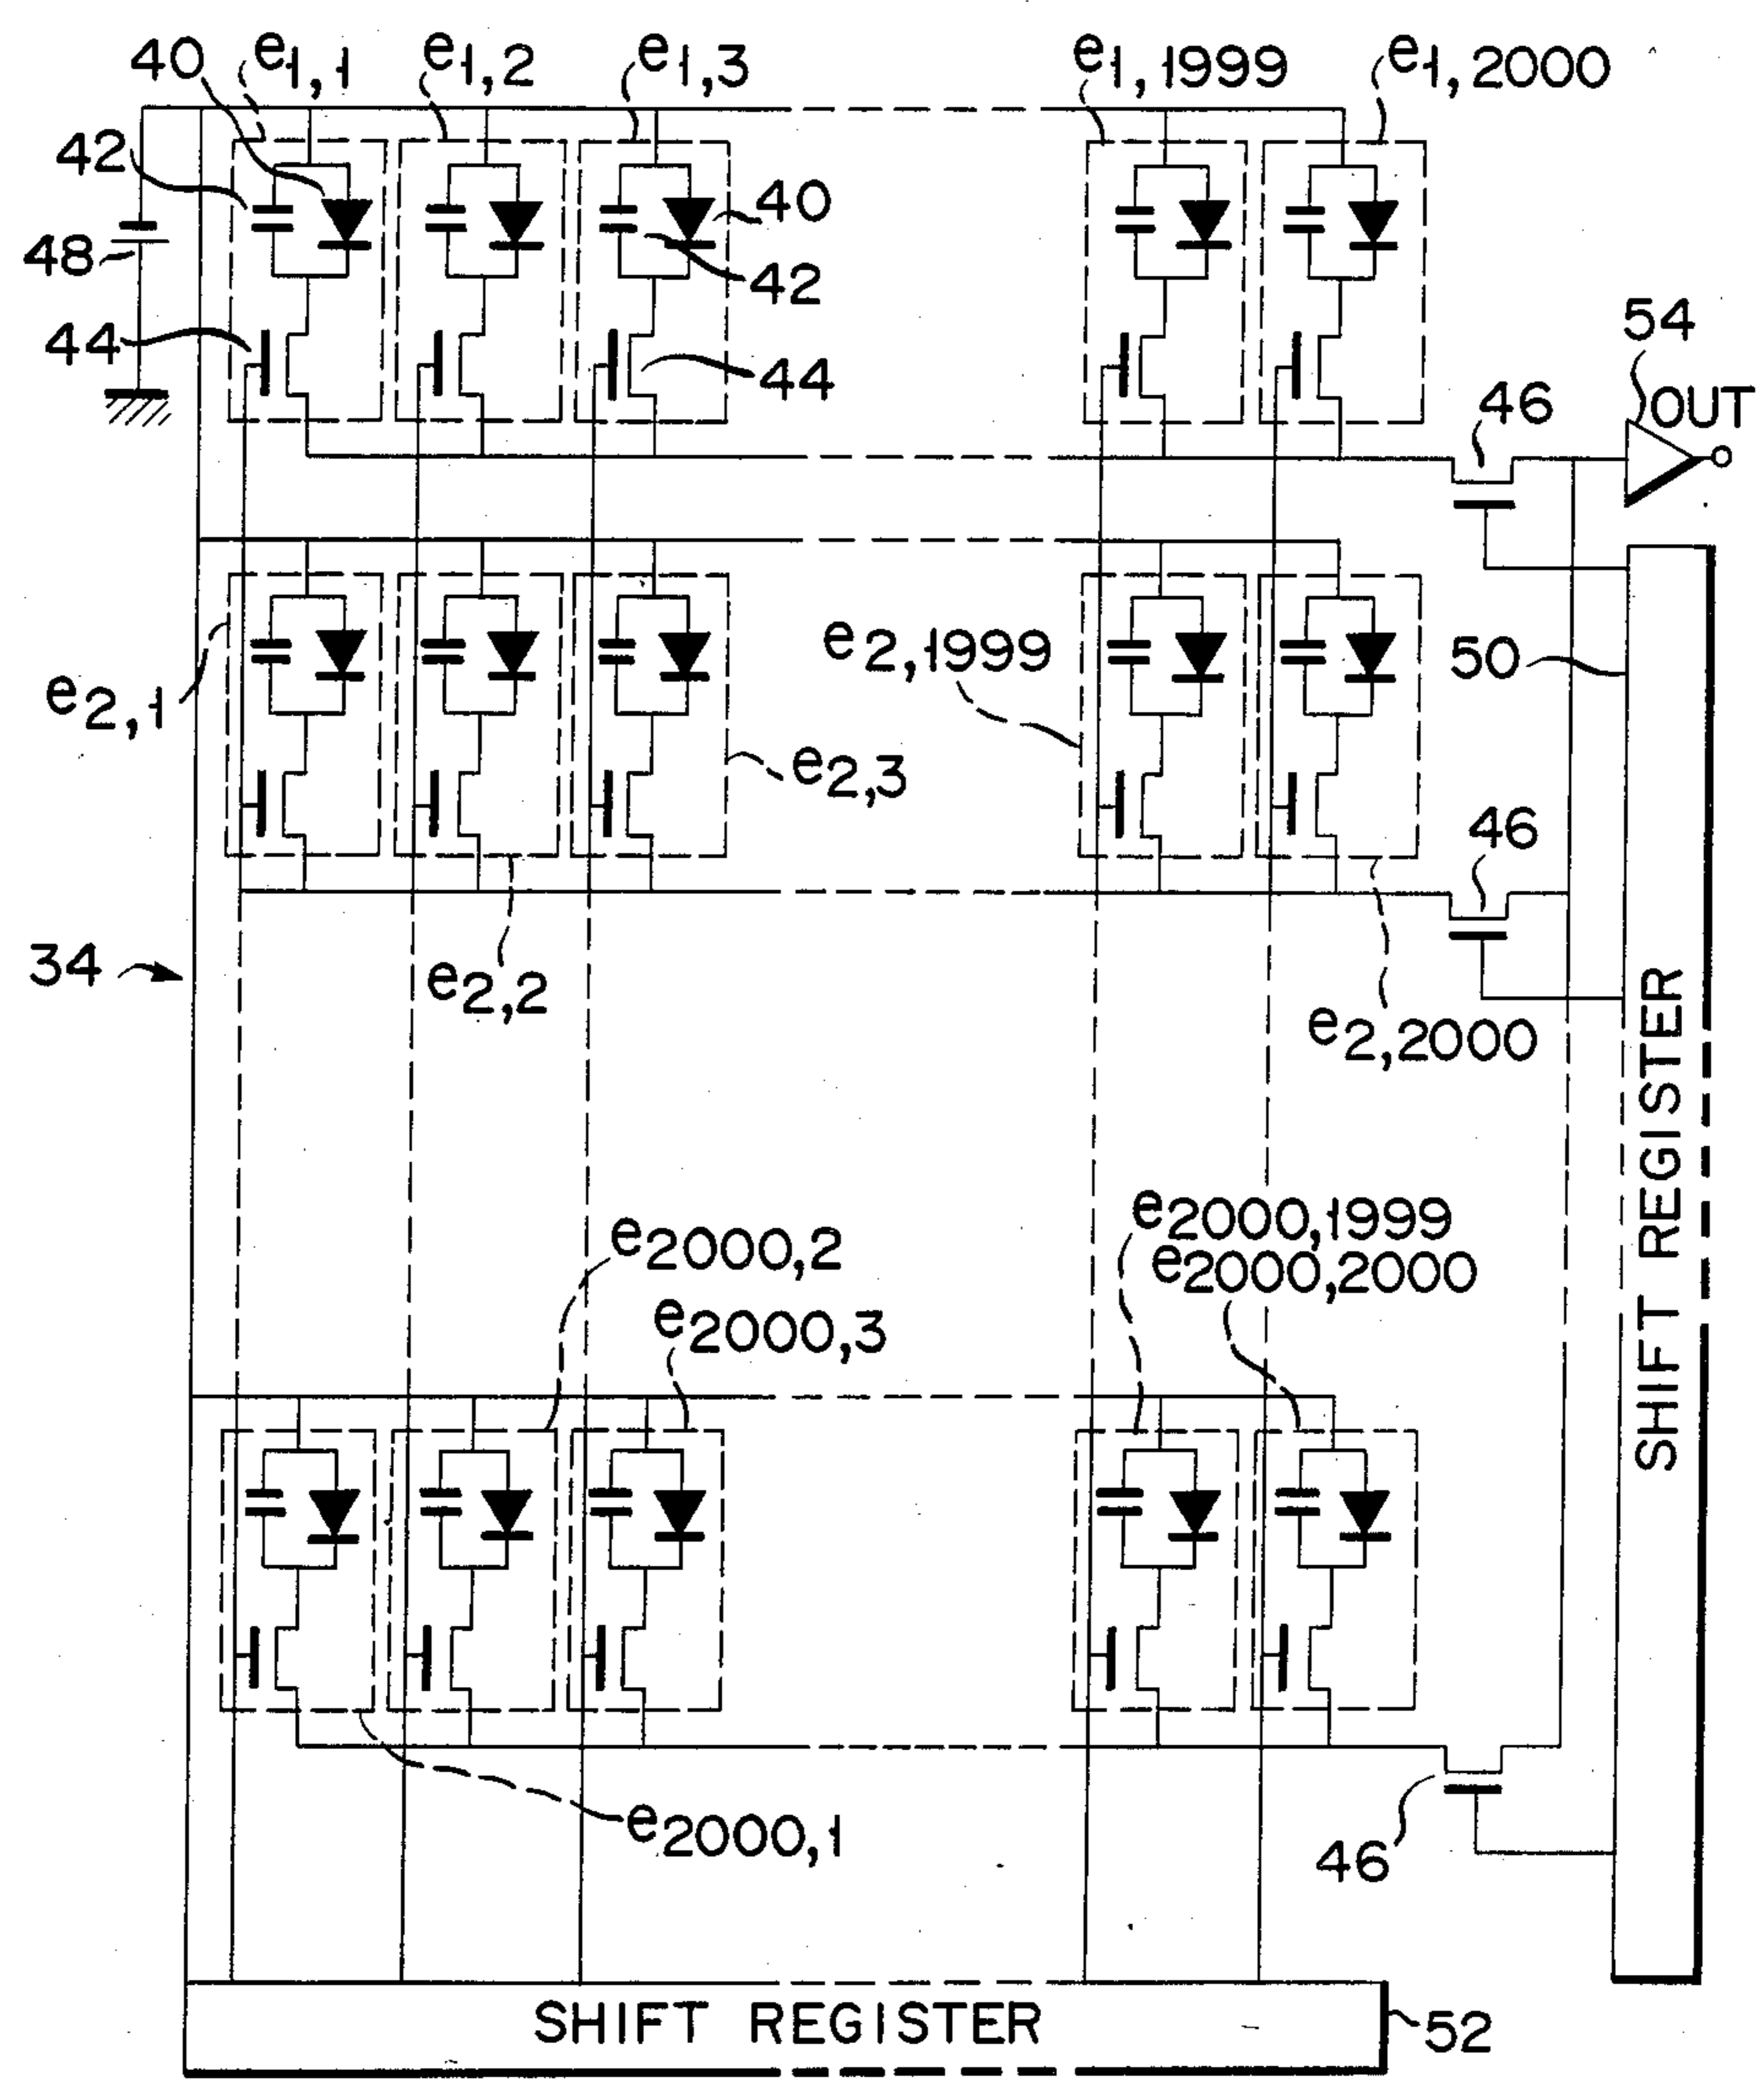 40
e1,1
e1,2
e1,3
e1,1999
e1,2000
42
40
48
42
44
44
54
46
OUT
e2,1
e2,1999
50
e2,3
46
34
e2,2
e2,2000
SHIFT REGISTER
e2000,2
e2000,1999
e2000,2000
e2000,3
e2000,1
46
SHIFT REGISTER
52